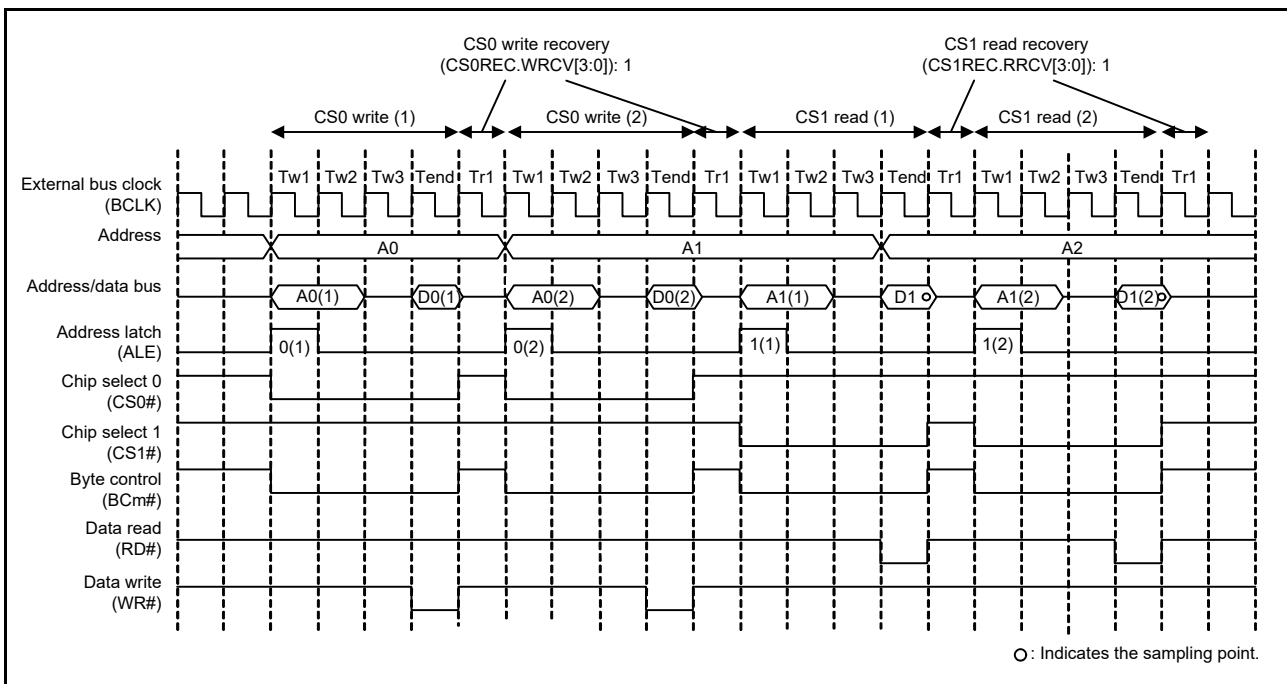 CS0 write recovery
(CS0REC.WRCV[3:0]): 1
CS1 read recovery
(CS1REC.RRCV[3:0]): 1
CS0 write (1)
CS0 write (2)
CS1 read (1)
CS1 read (2)
Tw1 Tw2 Tw3 Tend Tr1 Tw1 Tw2 Tw3 Tend Tr1 Tw1 Tw2 Tw3 Tend Tr1 Tw1 Tw2 Tw3 Tend Tr1
External bus clock
(BCLK)
Address
A0 A1 A2
Address/data bus
A0(1) D0(1) A0(2) D0(2) A1(1) D1 A1(2) D1(2)
Address latch
(ALE)
0(1) 0(2) 1(1) 1(2)
Chip select 0
(CS0#)
Chip select 1
(CS1#)
Byte control
(BCm#)
Data read
(RD#)
Data write
(WR#)
: Indicates the sampling point.